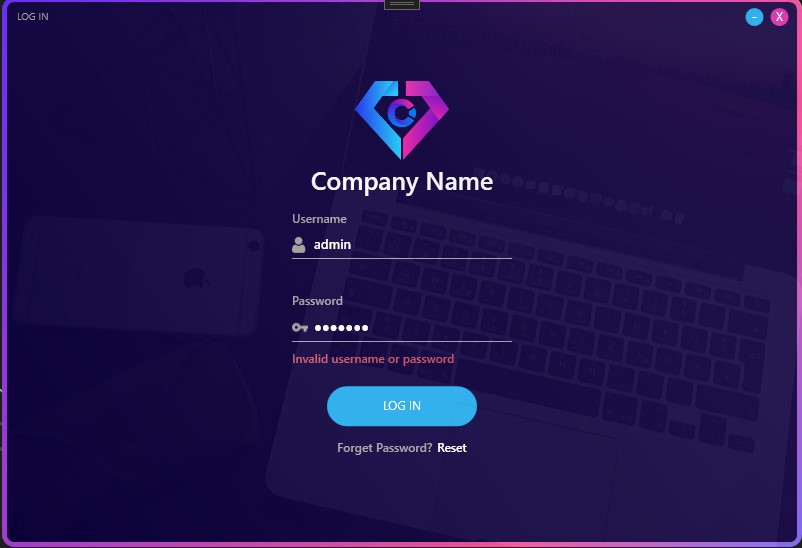 LOG IN
– X
Company Name
Username
admin
Password
•••••••
Invalid username or password
LOG IN
Forget Password? Reset